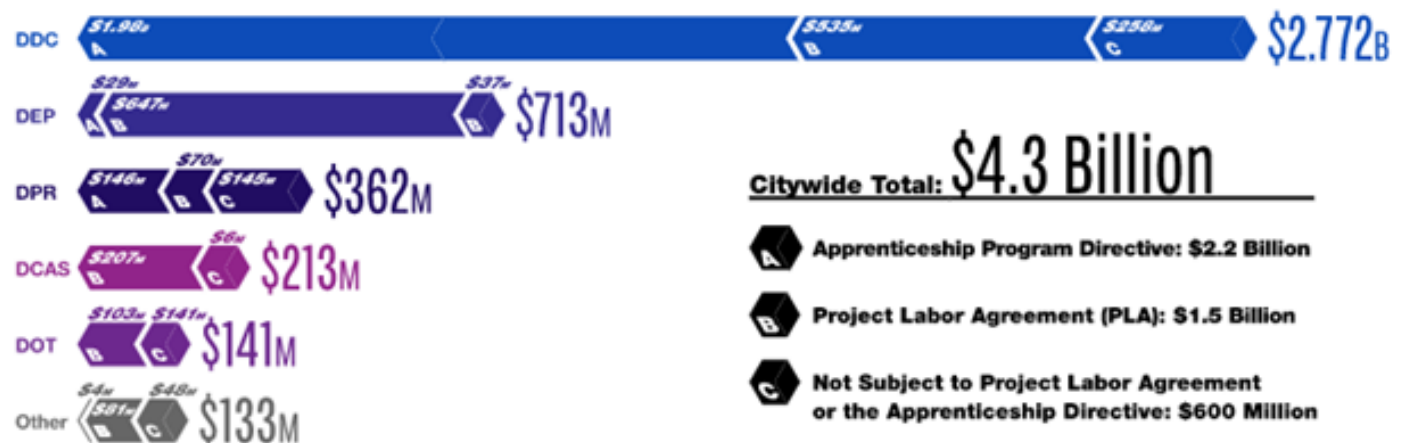 DDC $1.98B A $535M B $258M C $2.772B
$29M $37M
DEP A $647M B B $713M
$70M
DPR $146M A B $145M C $362M
$6M
DCAS $207M B C $213M
$103M $141M
DOT B C $141M
$4M $48M
Other $81M B C $133M
Citywide Total: $4.3 Billion
A Apprenticeship Program Directive: $2.2 Billion
B Project Labor Agreement (PLA): $1.5 Billion
C Not Subject to Project Labor Agreement
or the Apprenticeship Directive: $600 Million